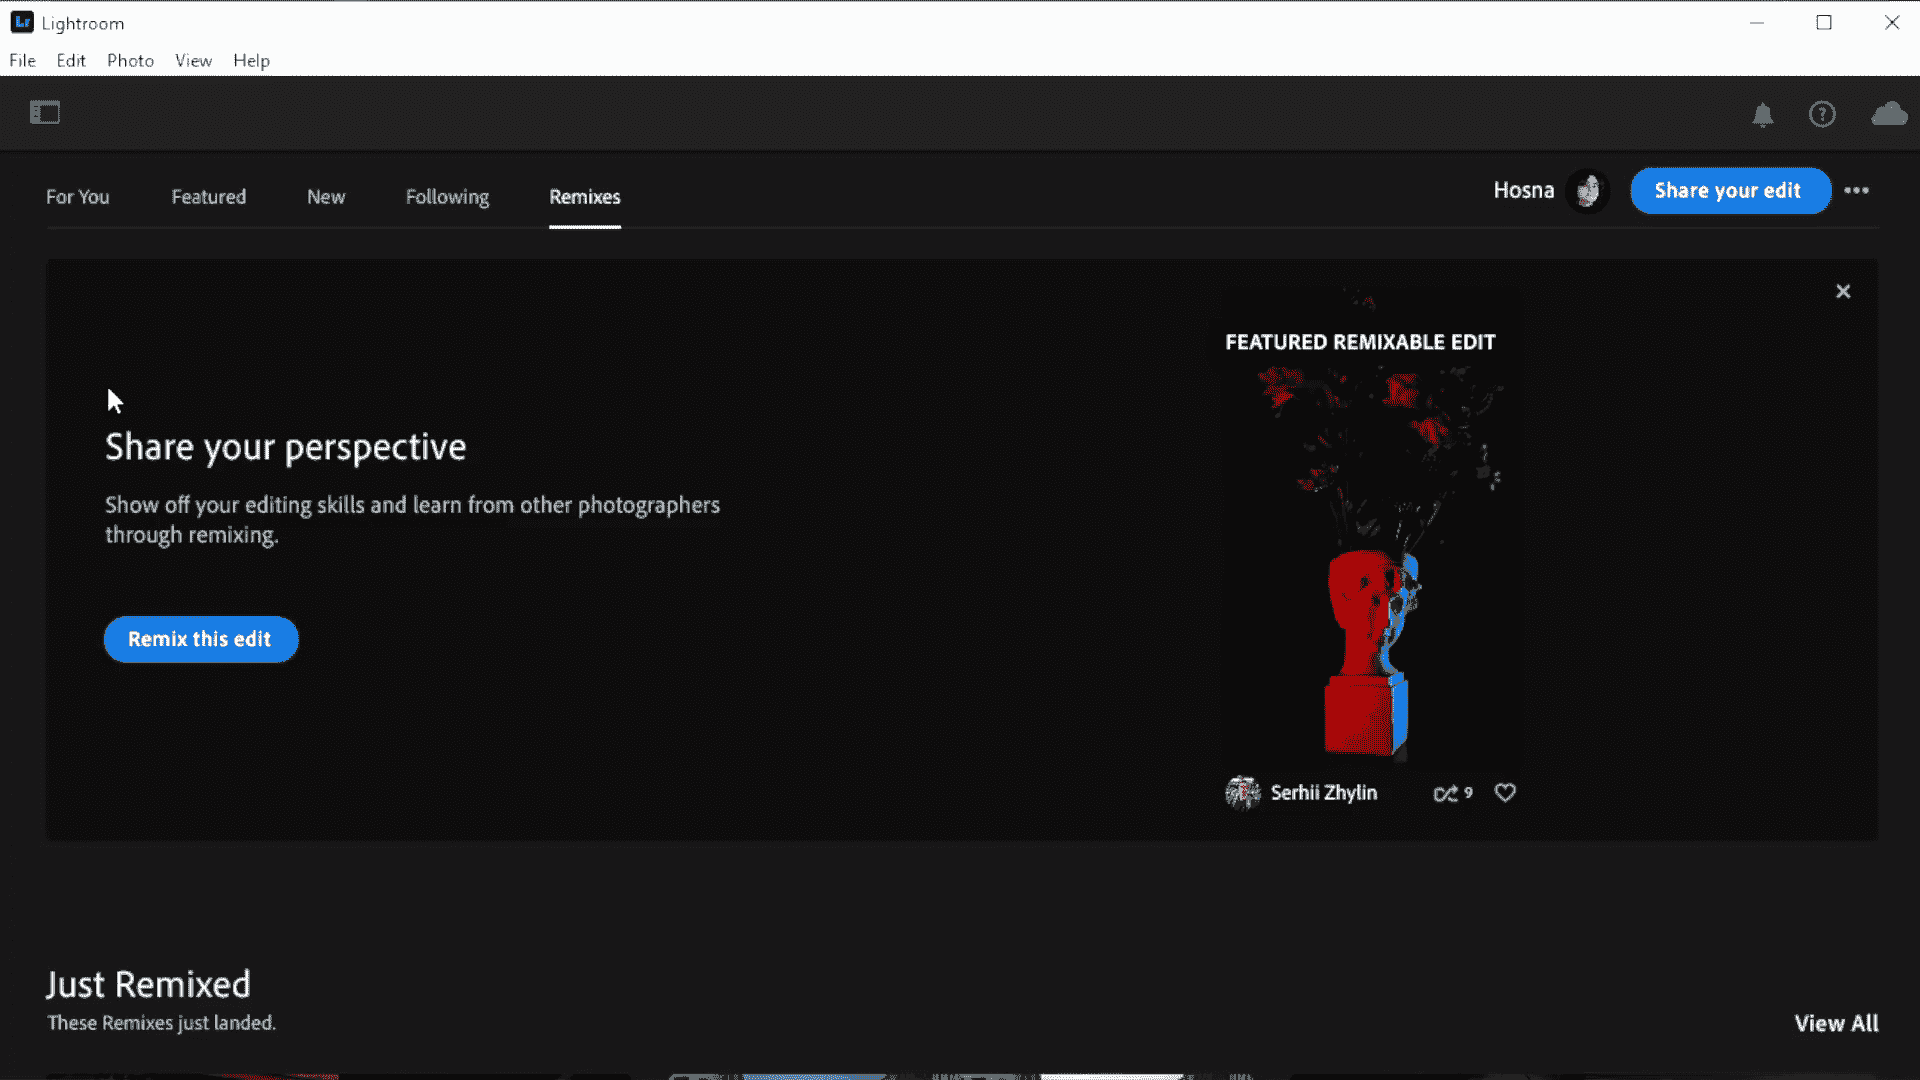 Lr Lightroom
File Edit Photo View Help
For You Featured New Following Remixes
Hosna Share your edit
FEATURED REMIXABLE EDIT
Share your perspective
Show off your editing skills and learn from other photographers
through remixing.
Remix this edit
Serhii Zhylin 9
Just Remixed
These Remixes just landed.
View All